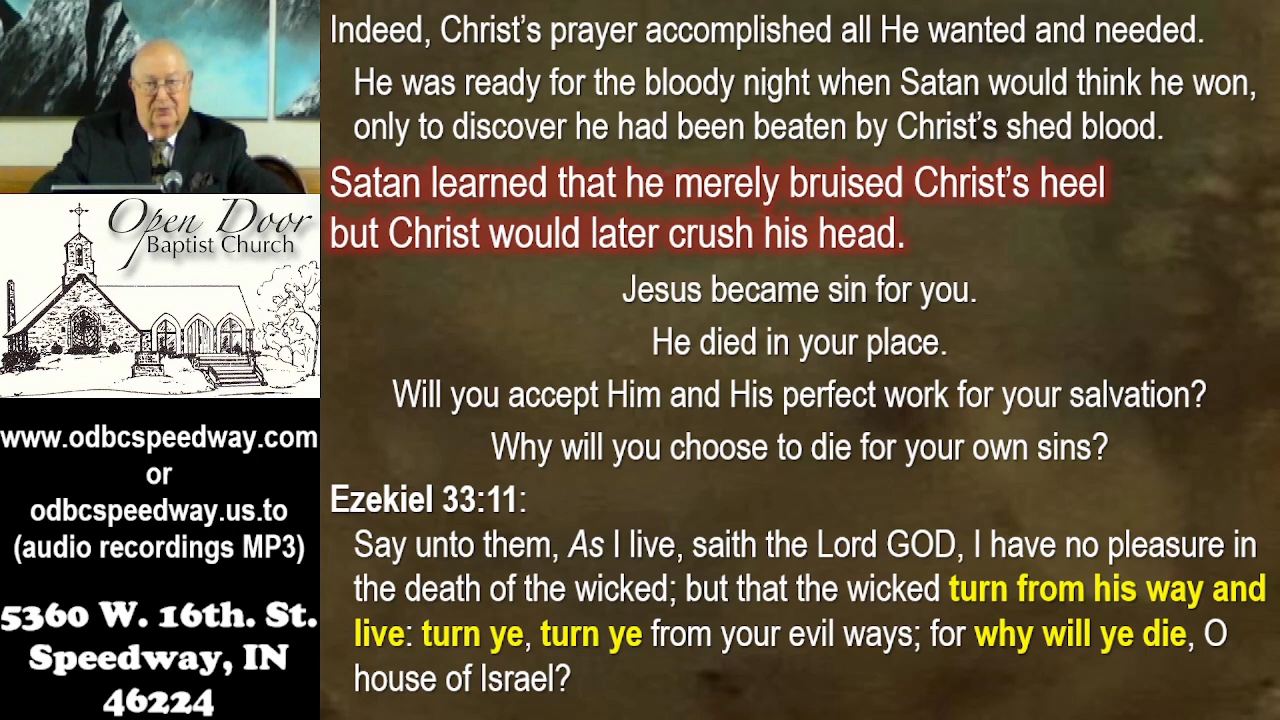 Indeed, Christ's prayer accomplished all He wanted and needed.
He was ready for the bloody night when Satan would think he won,
only to discover he had been beaten by Christ's shed blood.
Satan learned that he merely bruised Christ's heel
but Christ would later crush his head.
Jesus became sin for you.
He died in your place.
Will you accept Him and His perfect work for your salvation?
Why will you choose to die for your own sins?
Ezekiel 33:11:
Say unto them, As I live, saith the Lord GOD, I have no pleasure in
the death of the wicked; but that the wicked turn from his way and
live: turn ye, turn ye from your evil ways; for why will ye die, O
house of Israel?
Open Door
Baptist Church
www.odbcspeedway.com
or
odbcspeedway.us.to
(audio recordings MP3)
5360 W. 16th. St.
Speedway, IN
46224